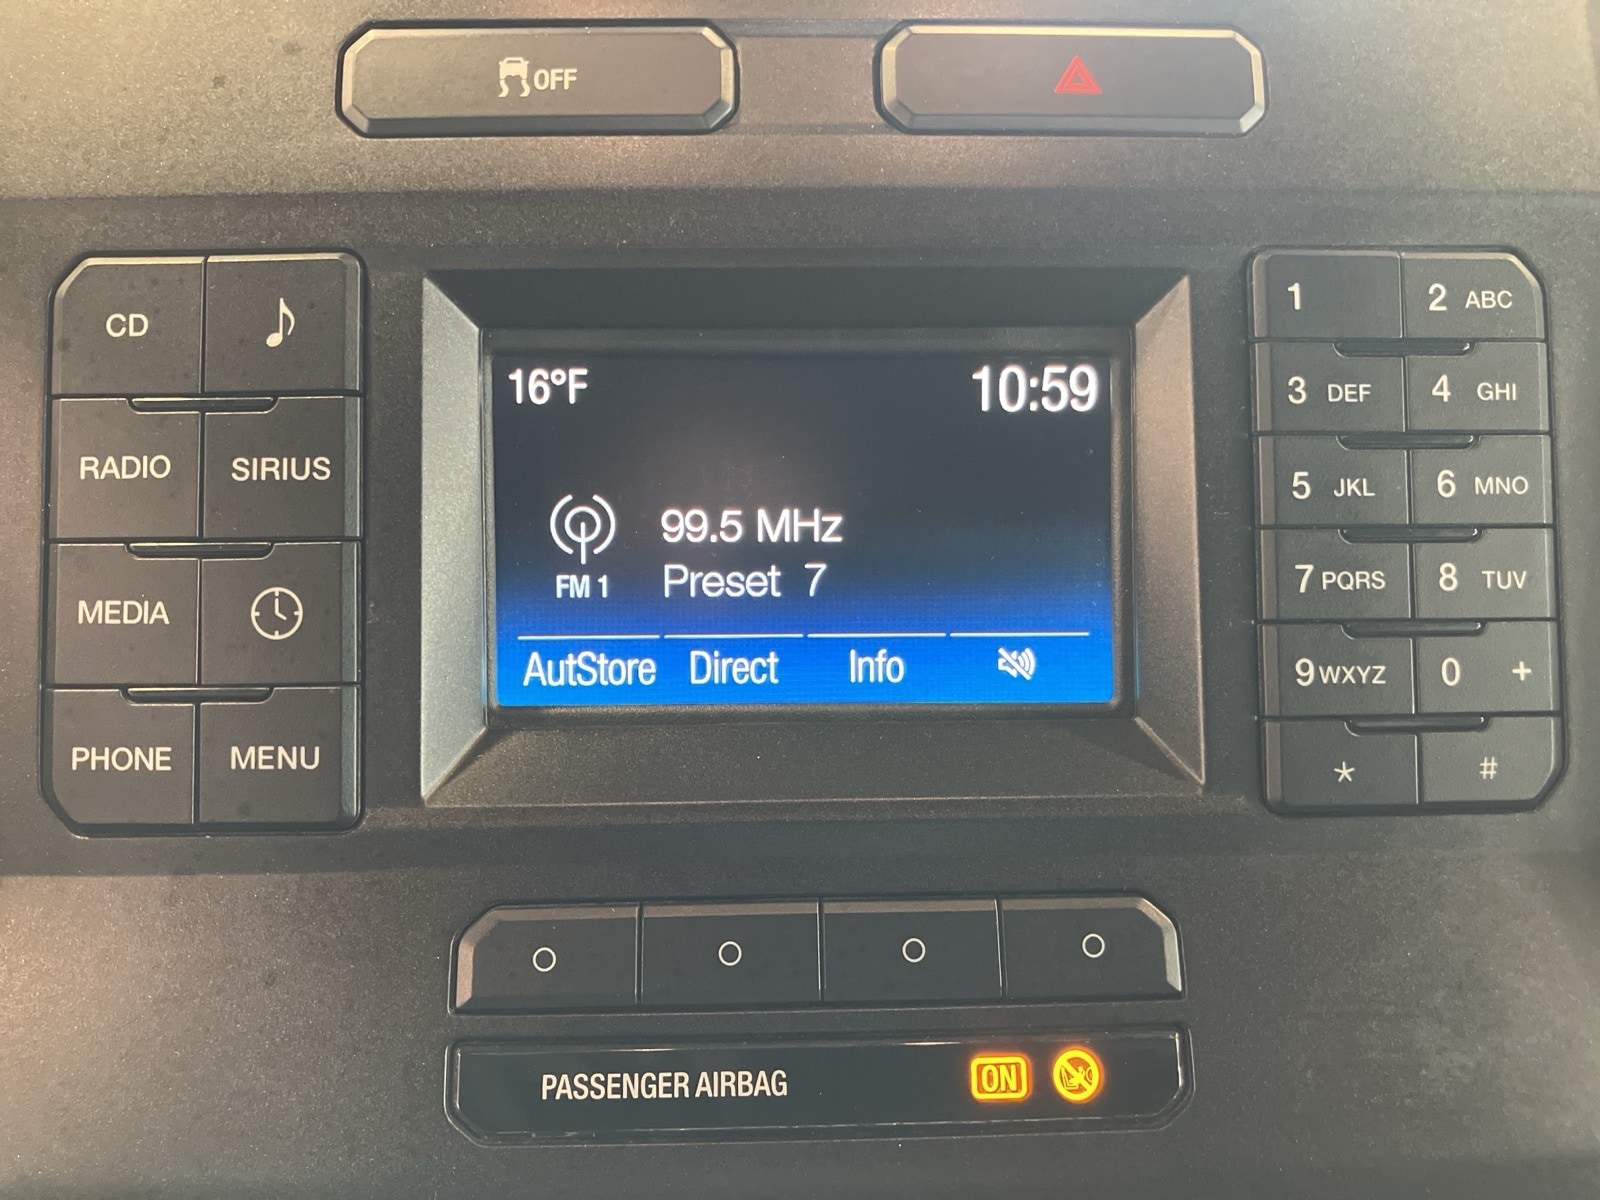 OFF
16°F 10:59
FM 1
99.5 MHz
Preset 7
AutStore Direct Info
CD
RADIO SIRIUS
MEDIA
PHONE MENU
1 2 ABC
3 DEF 4 GHI
5 JKL 6 MNO
7 PQRS 8 TUV
9 WXYZ 0 +
* #
PASSENGER AIRBAG ON